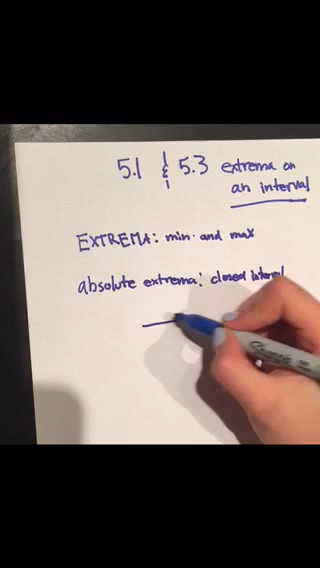 5.1 & 5.3 extrema on
an interval
EXTREMA: min. and max
absolute extrema: closed interval